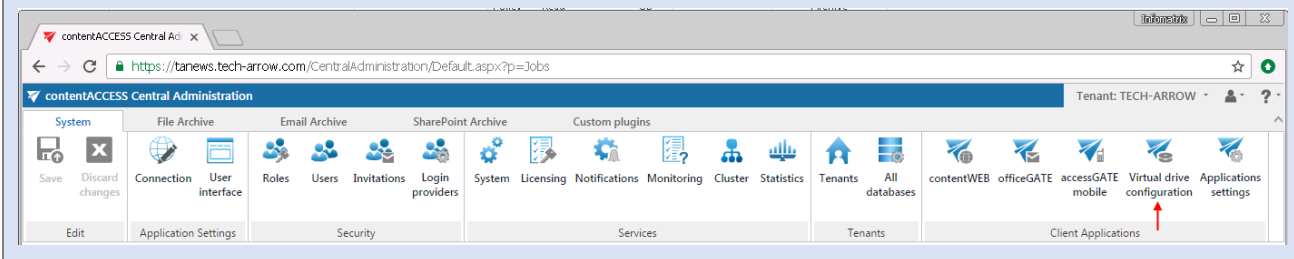 Infometrix
contentACCESS Central Ad
https://tanews.tech-arrow.com/CentralAdministration/Default.aspx?p=Jobs
contentACCESS Central Administration
Tenant: TECH-ARROW
?
System File Archive Email Archive SharePoint Archive Custom plugins
Save Discard changes Connection User interface Roles Users Invitations Login providers System Licensing Notifications Monitoring Cluster Statistics Tenants All databases contentWEB officeGATE accessGATE mobile Virtual drive configuration Applications settings
Edit Application Settings Security Services Tenants Client Applications